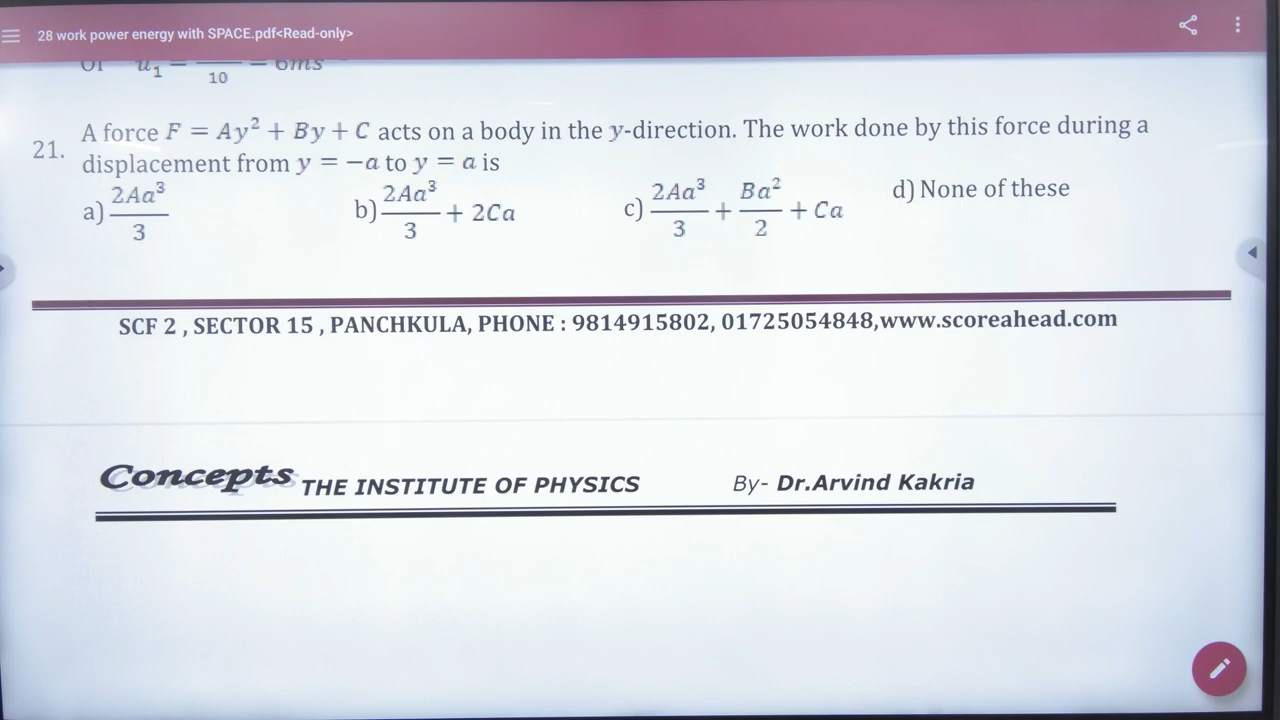 28 work power energy with SPACE.pdf<Read-only>
10
21. A force F = Ay² + By + C acts on a body in the y-direction. The work done by this force during a
displacement from y = −a to y = a is
a) 2Aa³/3 b) 2Aa³/3 + 2Ca c) 2Aa³/3 + Ba²/2 + Ca d) None of these
SCF 2 , SECTOR 15 , PANCHKULA, PHONE : 9814915802, 01725054848,www.scoreahead.com
Concepts THE INSTITUTE OF PHYSICS By- Dr.Arvind Kakria